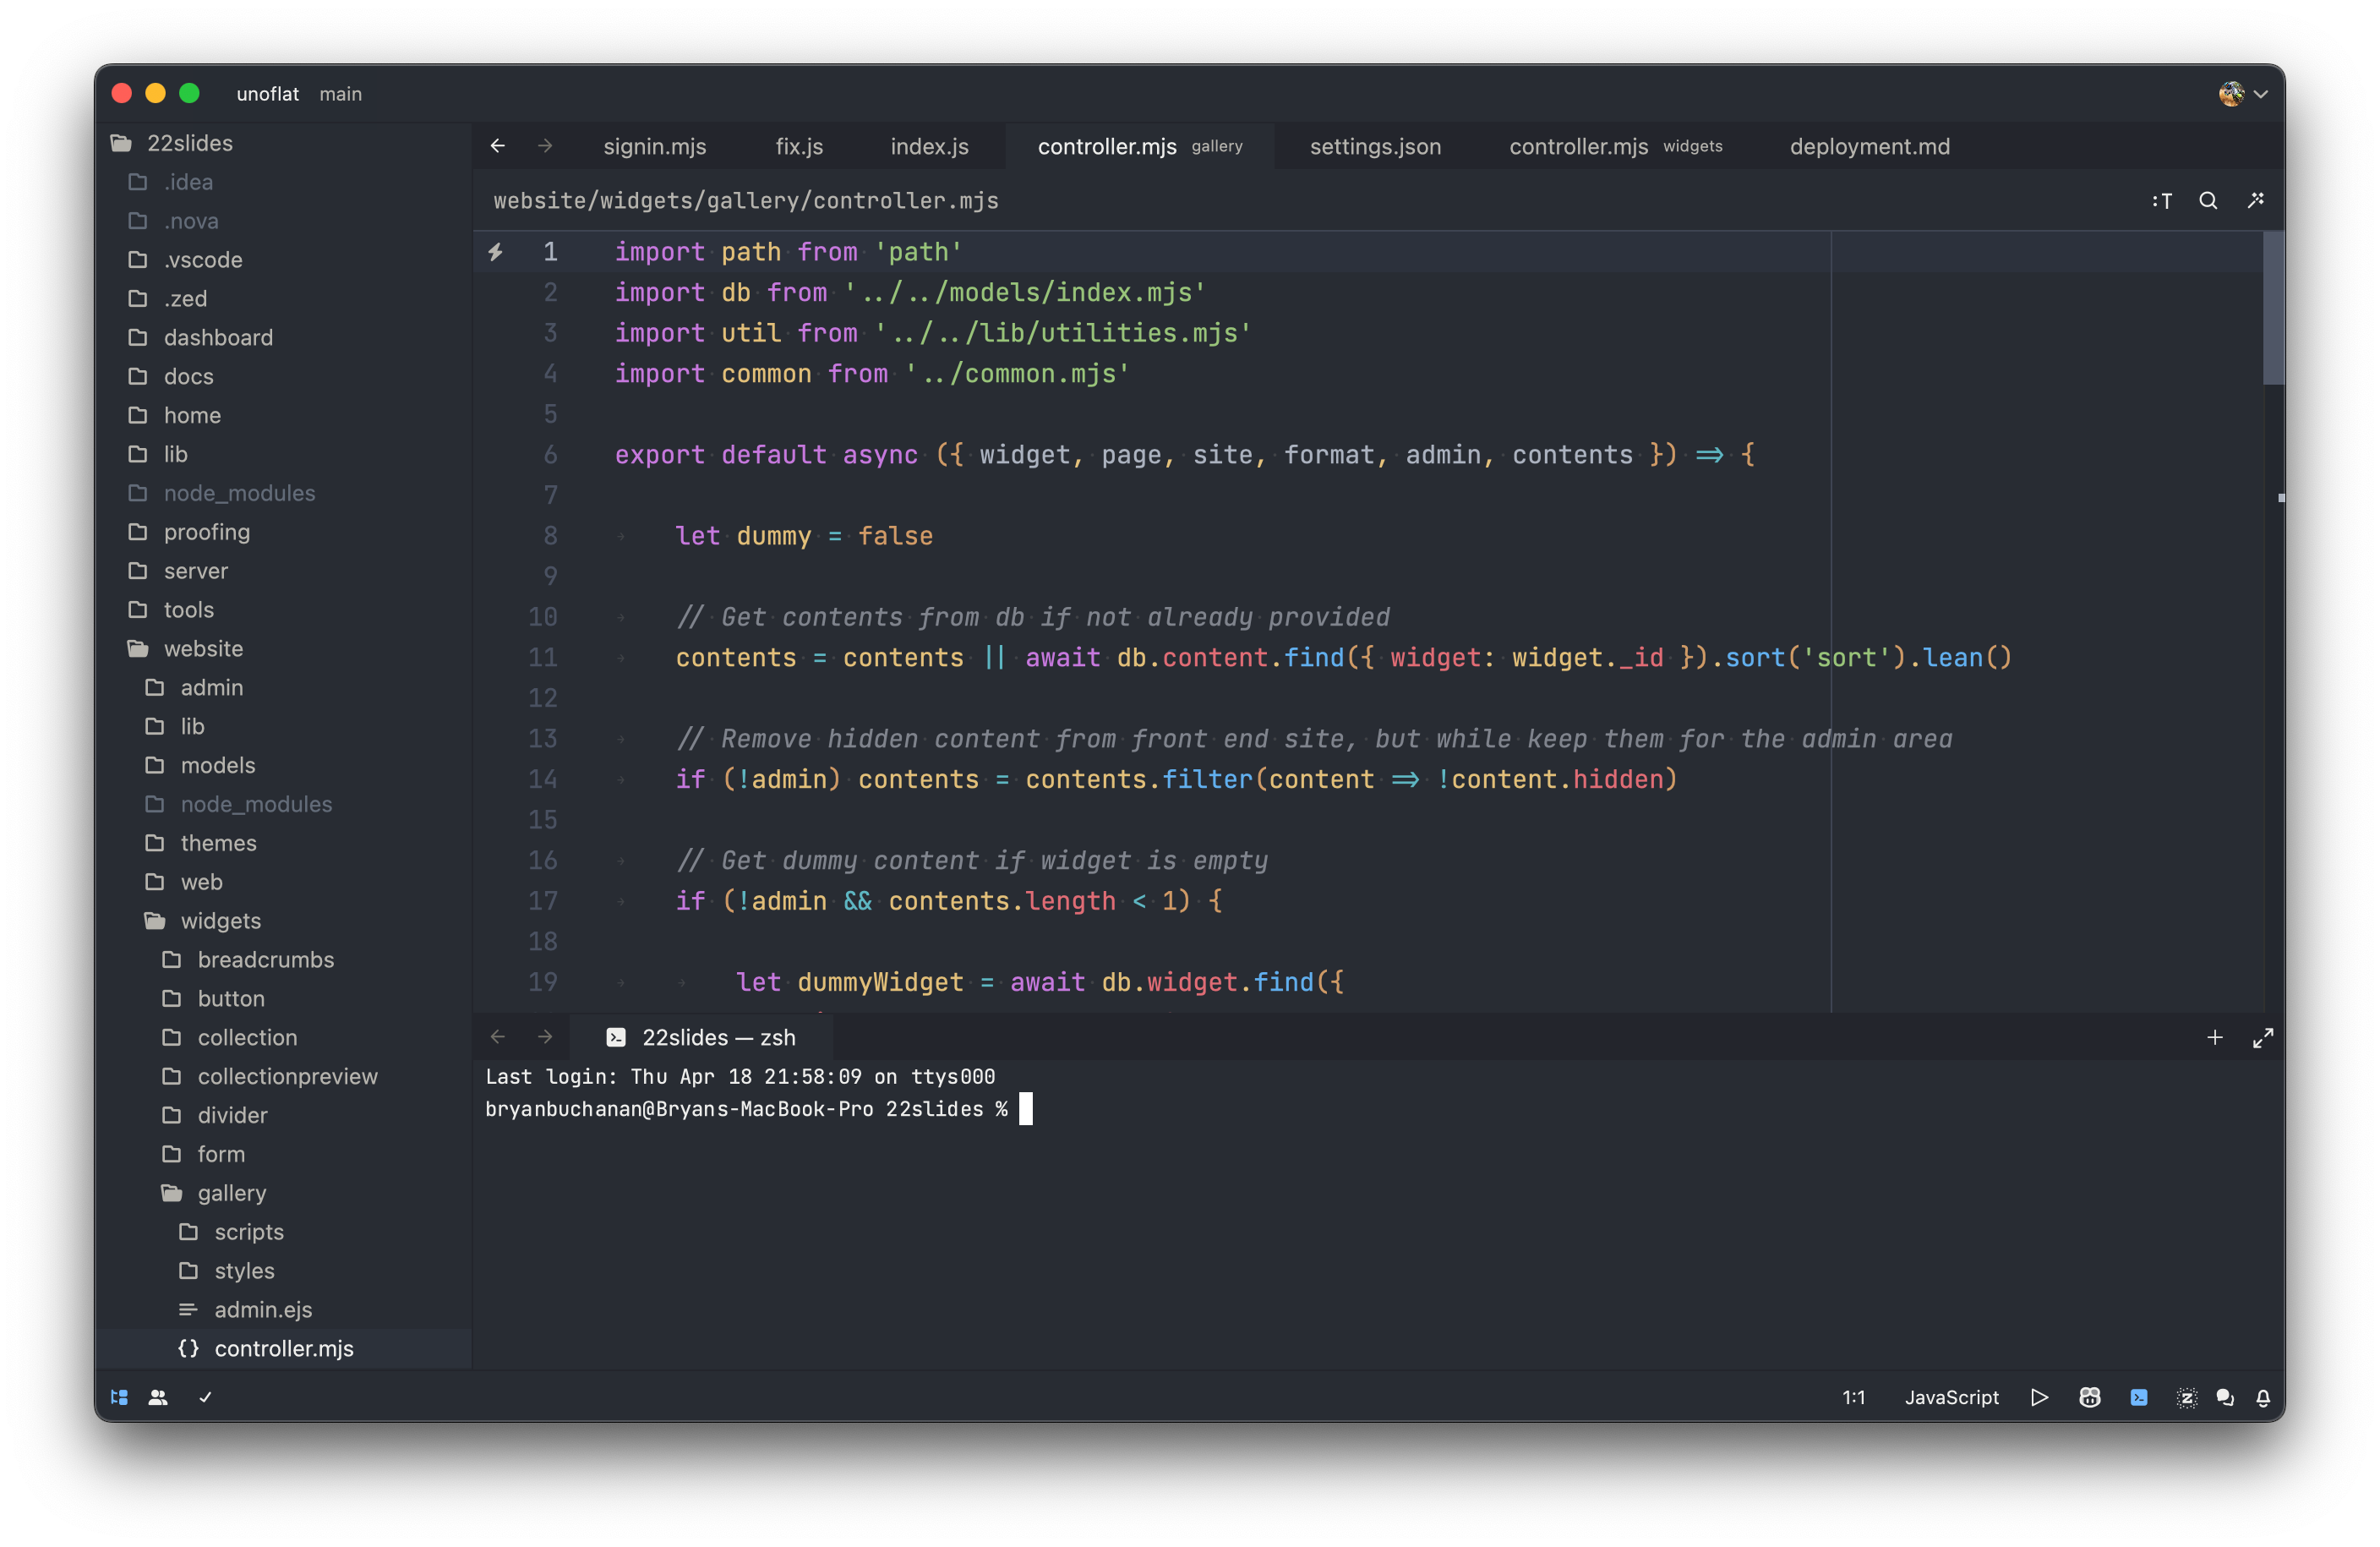 unoflat main
22slides
.idea
.nova
.vscode
.zed
dashboard
docs
home
lib
node_modules
proofing
server
tools
website
admin
lib
models
node_modules
themes
web
widgets
breadcrumbs
button
collection
collectionpreview
divider
form
gallery
scripts
styles
admin.ejs
{} controller.mjs
signin.mjs fix.js index.js controller.mjs gallery settings.json controller.mjs widgets deployment.md
website/widgets/gallery/controller.mjs :T
1 import path from 'path'
2 import db from '../../models/index.mjs'
3 import util from '../../lib/utilities.mjs'
4 import common from '../common.mjs'
5
6 export default async ({ widget, page, site, format, admin, contents }) => {
7
8 let dummy = false
9
10 // Get contents from db if not already provided
11 contents = contents || await db.content.find({ widget: widget._id }).sort('sort').lean()
12
13 // Remove hidden content from front end site, but while keep them for the admin area
14 if (!admin) contents = contents.filter(content => !content.hidden)
15
16 // Get dummy content if widget is empty
17 if (!admin && contents.length < 1) {
18
19 let dummyWidget = await db.widget.find({
22slides — zsh
Last login: Thu Apr 18 21:58:09 on ttys000
bryanbuchanan@Bryans-MacBook-Pro 22slides %
1:1 JavaScript